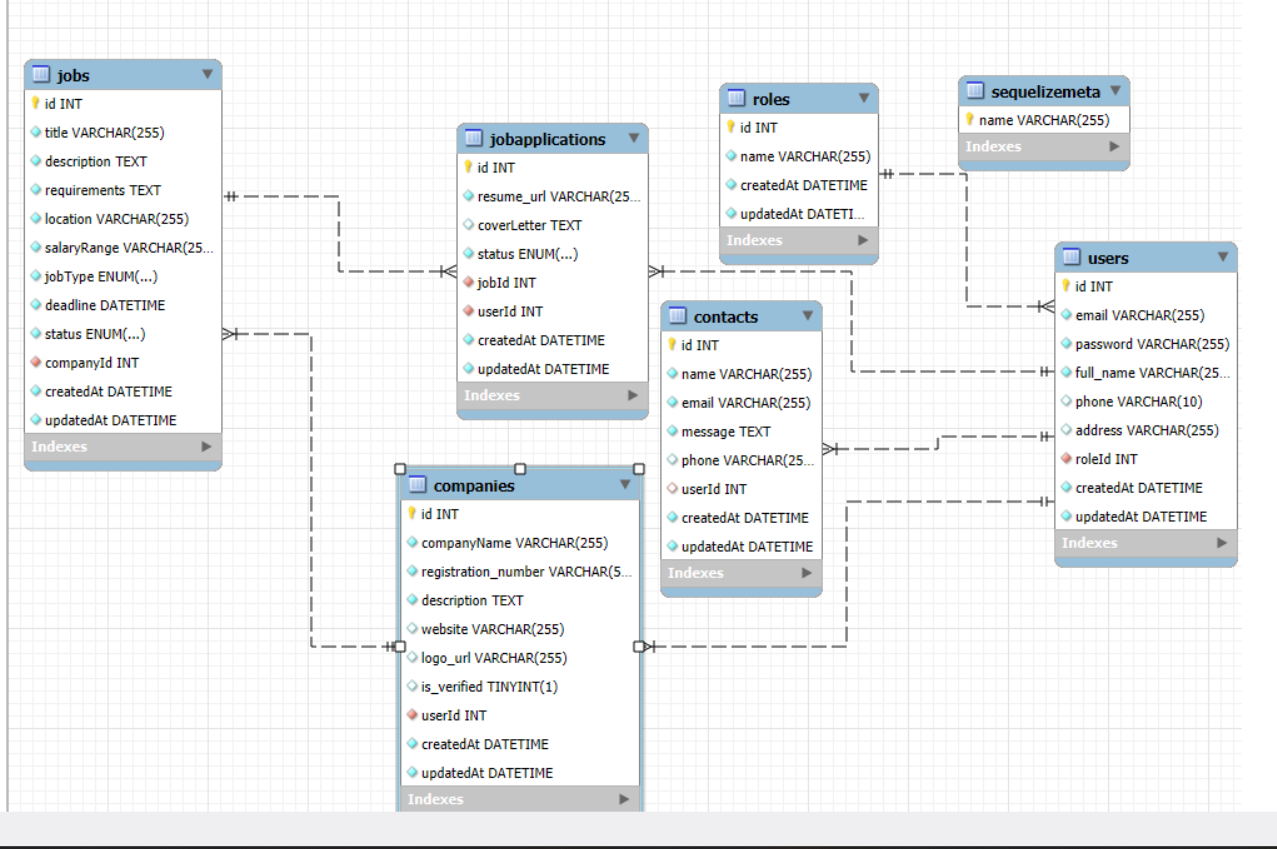 jobs
id INT
title VARCHAR(255)
description TEXT
requirements TEXT
location VARCHAR(255)
salaryRange VARCHAR(25...
jobType ENUM(...)
deadline DATETIME
status ENUM(...)
companyId INT
createdAt DATETIME
updatedAt DATETIME
Indexes
jobapplications
id INT
resume_url VARCHAR(25...
coverLetter TEXT
status ENUM(...)
jobId INT
userId INT
createdAt DATETIME
updatedAt DATETIME
Indexes
roles
id INT
name VARCHAR(255)
createdAt DATETIME
updatedAt DATETI...
Indexes
sequelizemeta
name VARCHAR(255)
Indexes
users
id INT
email VARCHAR(255)
password VARCHAR(255)
full_name VARCHAR(25...
phone VARCHAR(10)
address VARCHAR(255)
roleId INT
createdAt DATETIME
updatedAt DATETIME
Indexes
contacts
id INT
name VARCHAR(255)
email VARCHAR(255)
message TEXT
phone VARCHAR(25...
userId INT
createdAt DATETIME
updatedAt DATETIME
Indexes
companies
id INT
companyName VARCHAR(255)
registration_number VARCHAR(5...
description TEXT
website VARCHAR(255)
logo_url VARCHAR(255)
is_verified TINYINT(1)
userId INT
createdAt DATETIME
updatedAt DATETIME
Indexes